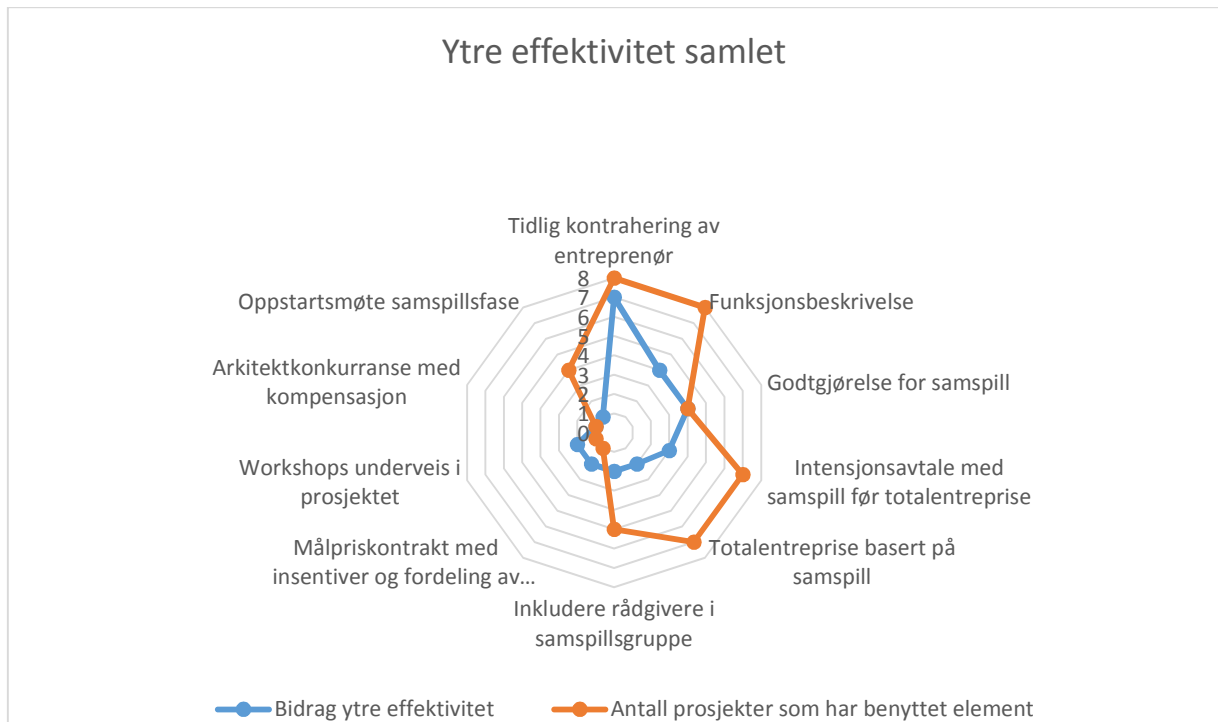 Ytre effektivitet samlet
Tidlig kontrahering av
entreprenør
Funksjonsbeskrivelse
Godtgjørelse for samspill
Intensjonsavtale med
samspill før totalentreprise
Totalentreprise basert på
samspill
Inkludere rådgivere i
samspillsgruppe
Målpriskontrakt med
insentiver og fordeling av…
Workshops underveis i
prosjektet
Arkitektkonkurranse med
kompensasjon
Oppstartsmøte samspillsfase
8
7
6
5
4
3
2
1
0
Bidrag ytre effektivitet
Antall prosjekter som har benyttet element